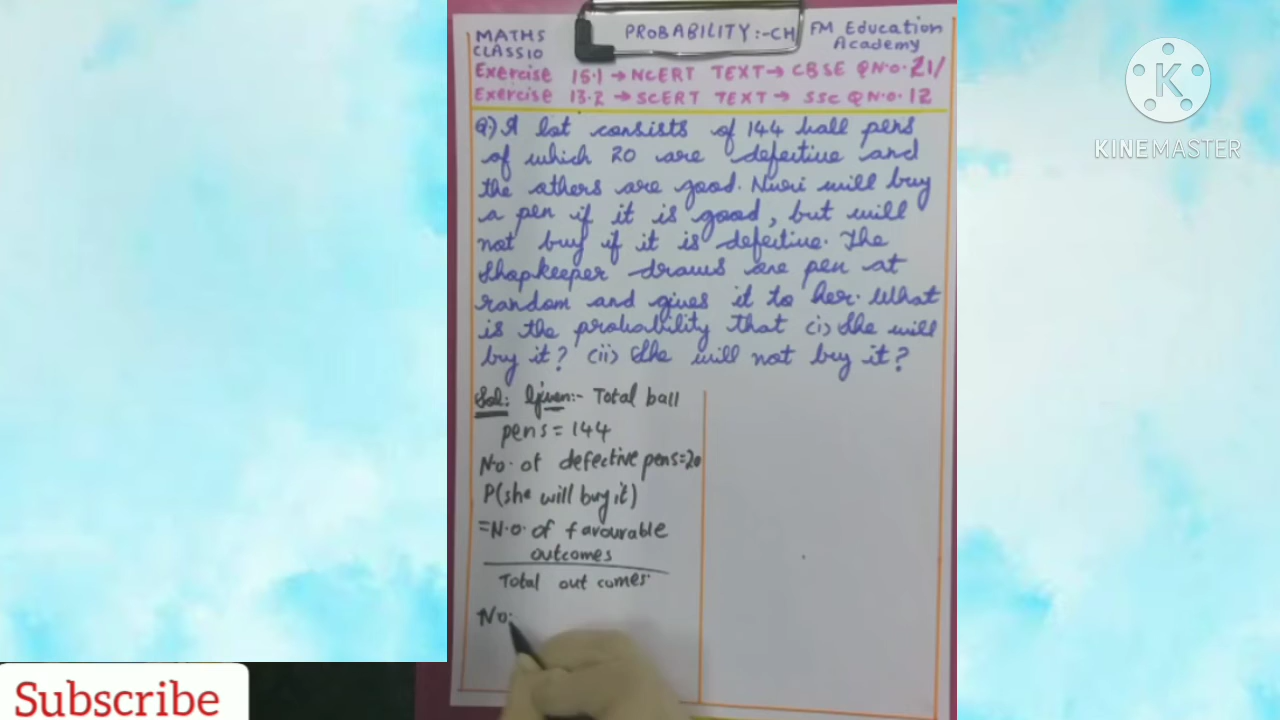 MATHS
CLASS10
PROBABILITY:-CH
FM Education
Academy
Exercise 15.1 → NCERT TEXT → CBSE Q N.O. 21/
Exercise 13.2 → SCERT TEXT → SSC Q N.O. 12
Q) A lot consists of 144 ball pens
of which 20 are defective and
the others are good. Nuri will buy
a pen if it is good, but will
not buy if it is defective. The
Shopkeeper draws one pen at
random and gives it to her. What
is the probability that (i) She will
buy it? (ii) She will not buy it?
Sol: Given:- Total ball
pens = 144
No. of defective pens=20
P(she will buy it)
=N.o. of favourable
outcomes
Total out comes
No.
KINEMASTER
Subscribe